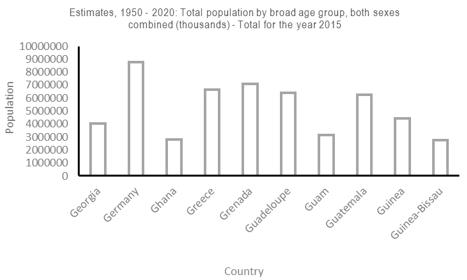 Estimates, 1950 - 2020: Total population by broad age group, both sexes
combined (thousands) - Total for the year 2015
Population
10000000
9000000
8000000
7000000
6000000
5000000
4000000
3000000
2000000
1000000
0
Georgia
Germany
Ghana
Greece
Grenada
Guadeloupe
Guam
Guatemala
Guinea
Guinea-Bissau
Country